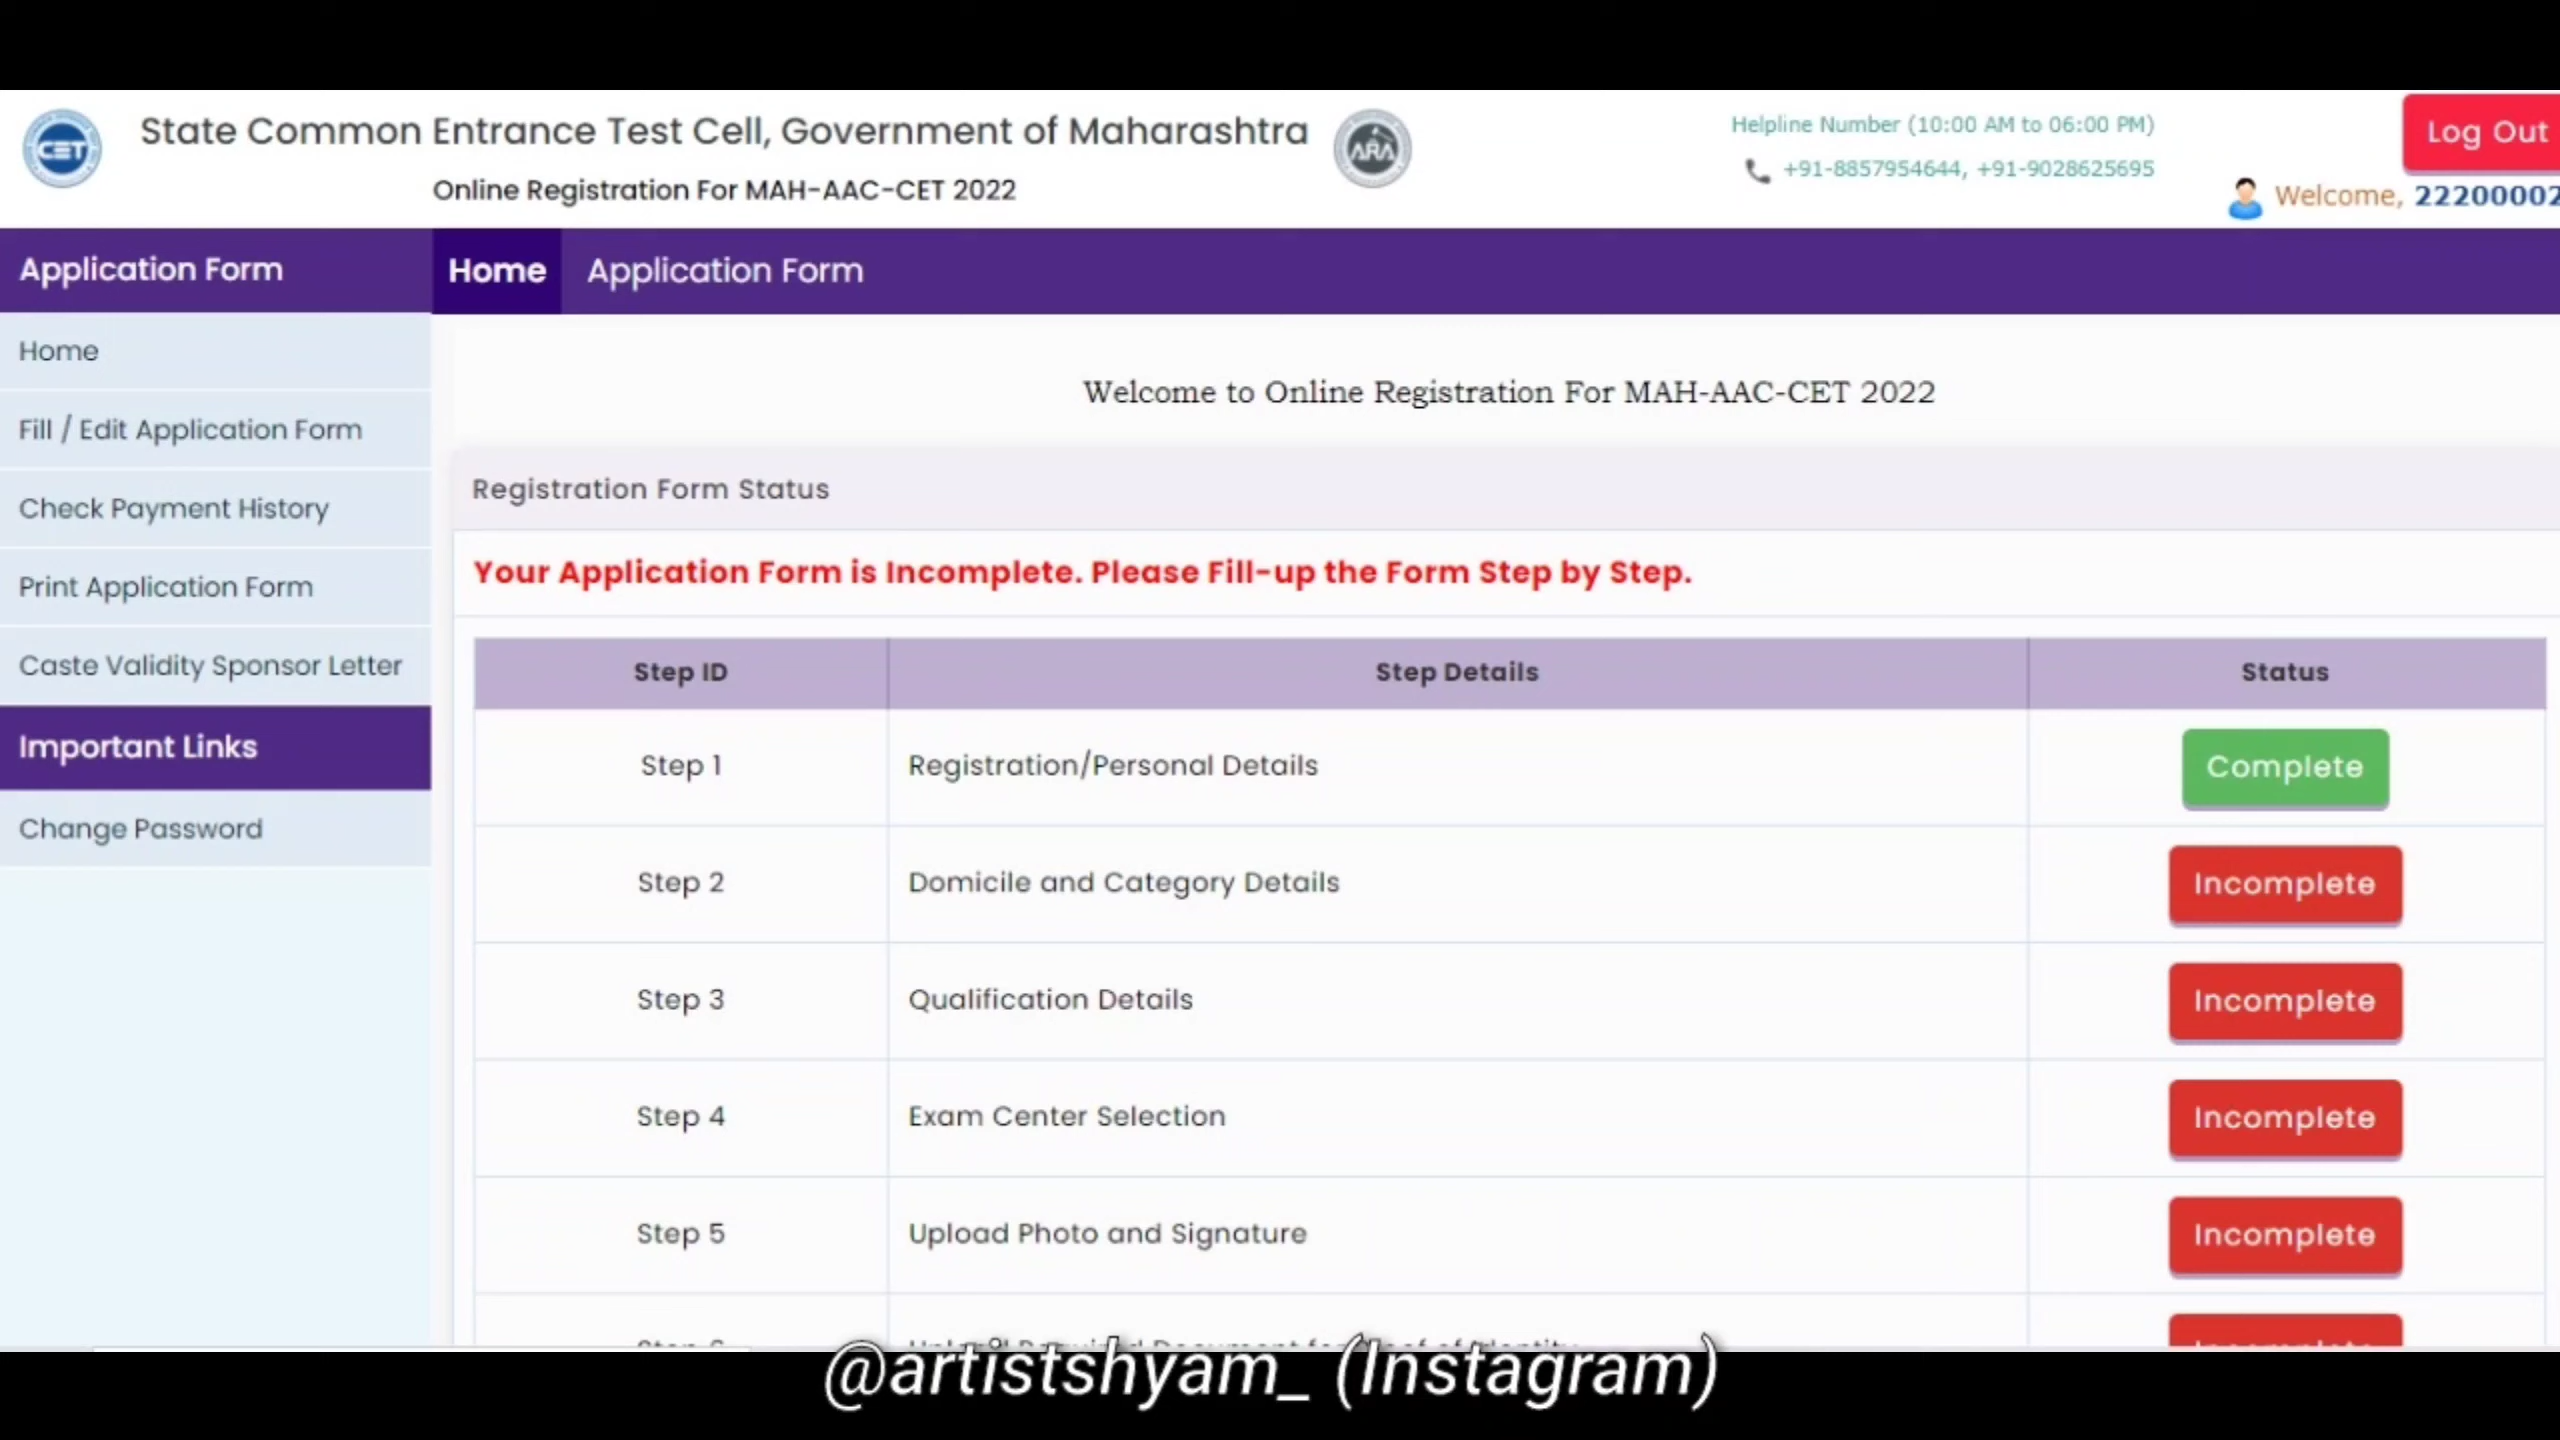 CET
State Common Entrance Test Cell, Government of Maharashtra
Online Registration For MAH-AAC-CET 2022
ARA
Helpline Number (10:00 AM to 06:00 PM)
+91-8857954644, +91-9028625695
Log Out
Welcome, 22200002
Application Form
Home
Application Form
Home
Fill / Edit Application Form
Check Payment History
Print Application Form
Caste Validity Sponsor Letter
Important Links
Change Password
Welcome to Online Registration For MAH-AAC-CET 2022
Registration Form Status
Your Application Form is Incomplete. Please Fill-up the Form Step by Step.
Step ID Step Details Status
Step 1 Registration/Personal Details Complete
Step 2 Domicile and Category Details Incomplete
Step 3 Qualification Details Incomplete
Step 4 Exam Center Selection Incomplete
Step 5 Upload Photo and Signature Incomplete
@artistshyam_ (Instagram)